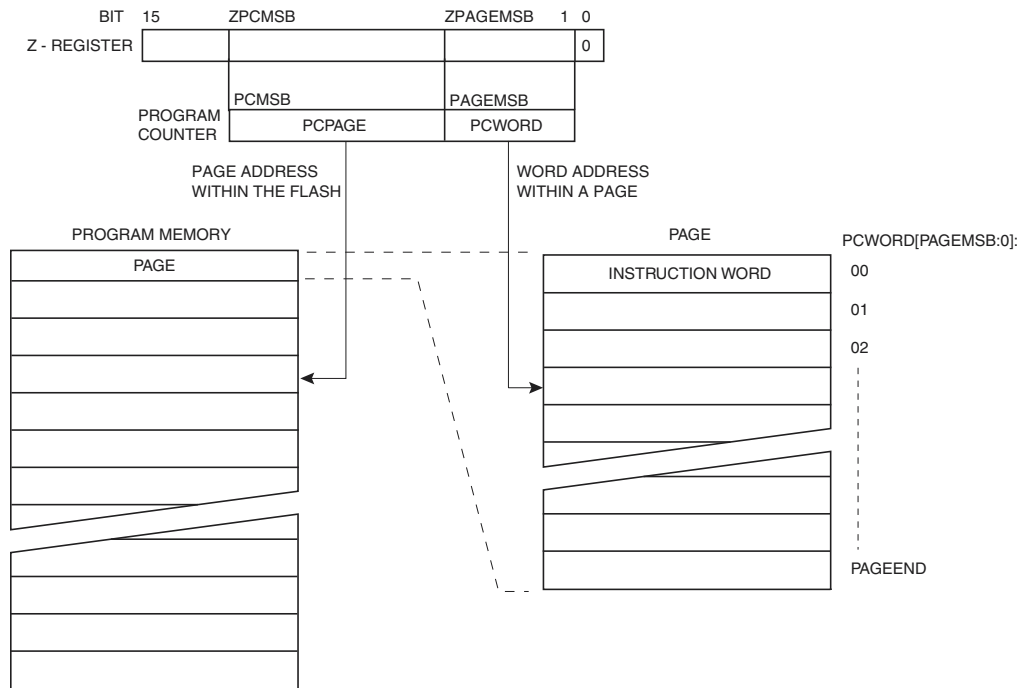 BIT 15 ZPCMSB ZPAGEMSB 1 0
Z - REGISTER 0
PCMSB PAGEMSB
PROGRAM
COUNTER
PCPAGE PCWORD
PAGE ADDRESS
WITHIN THE FLASH
WORD ADDRESS
WITHIN A PAGE
PROGRAM MEMORY
PAGE
PAGE
INSTRUCTION WORD
PCWORD[PAGEMSB:0]:
00
01
02
PAGEEND